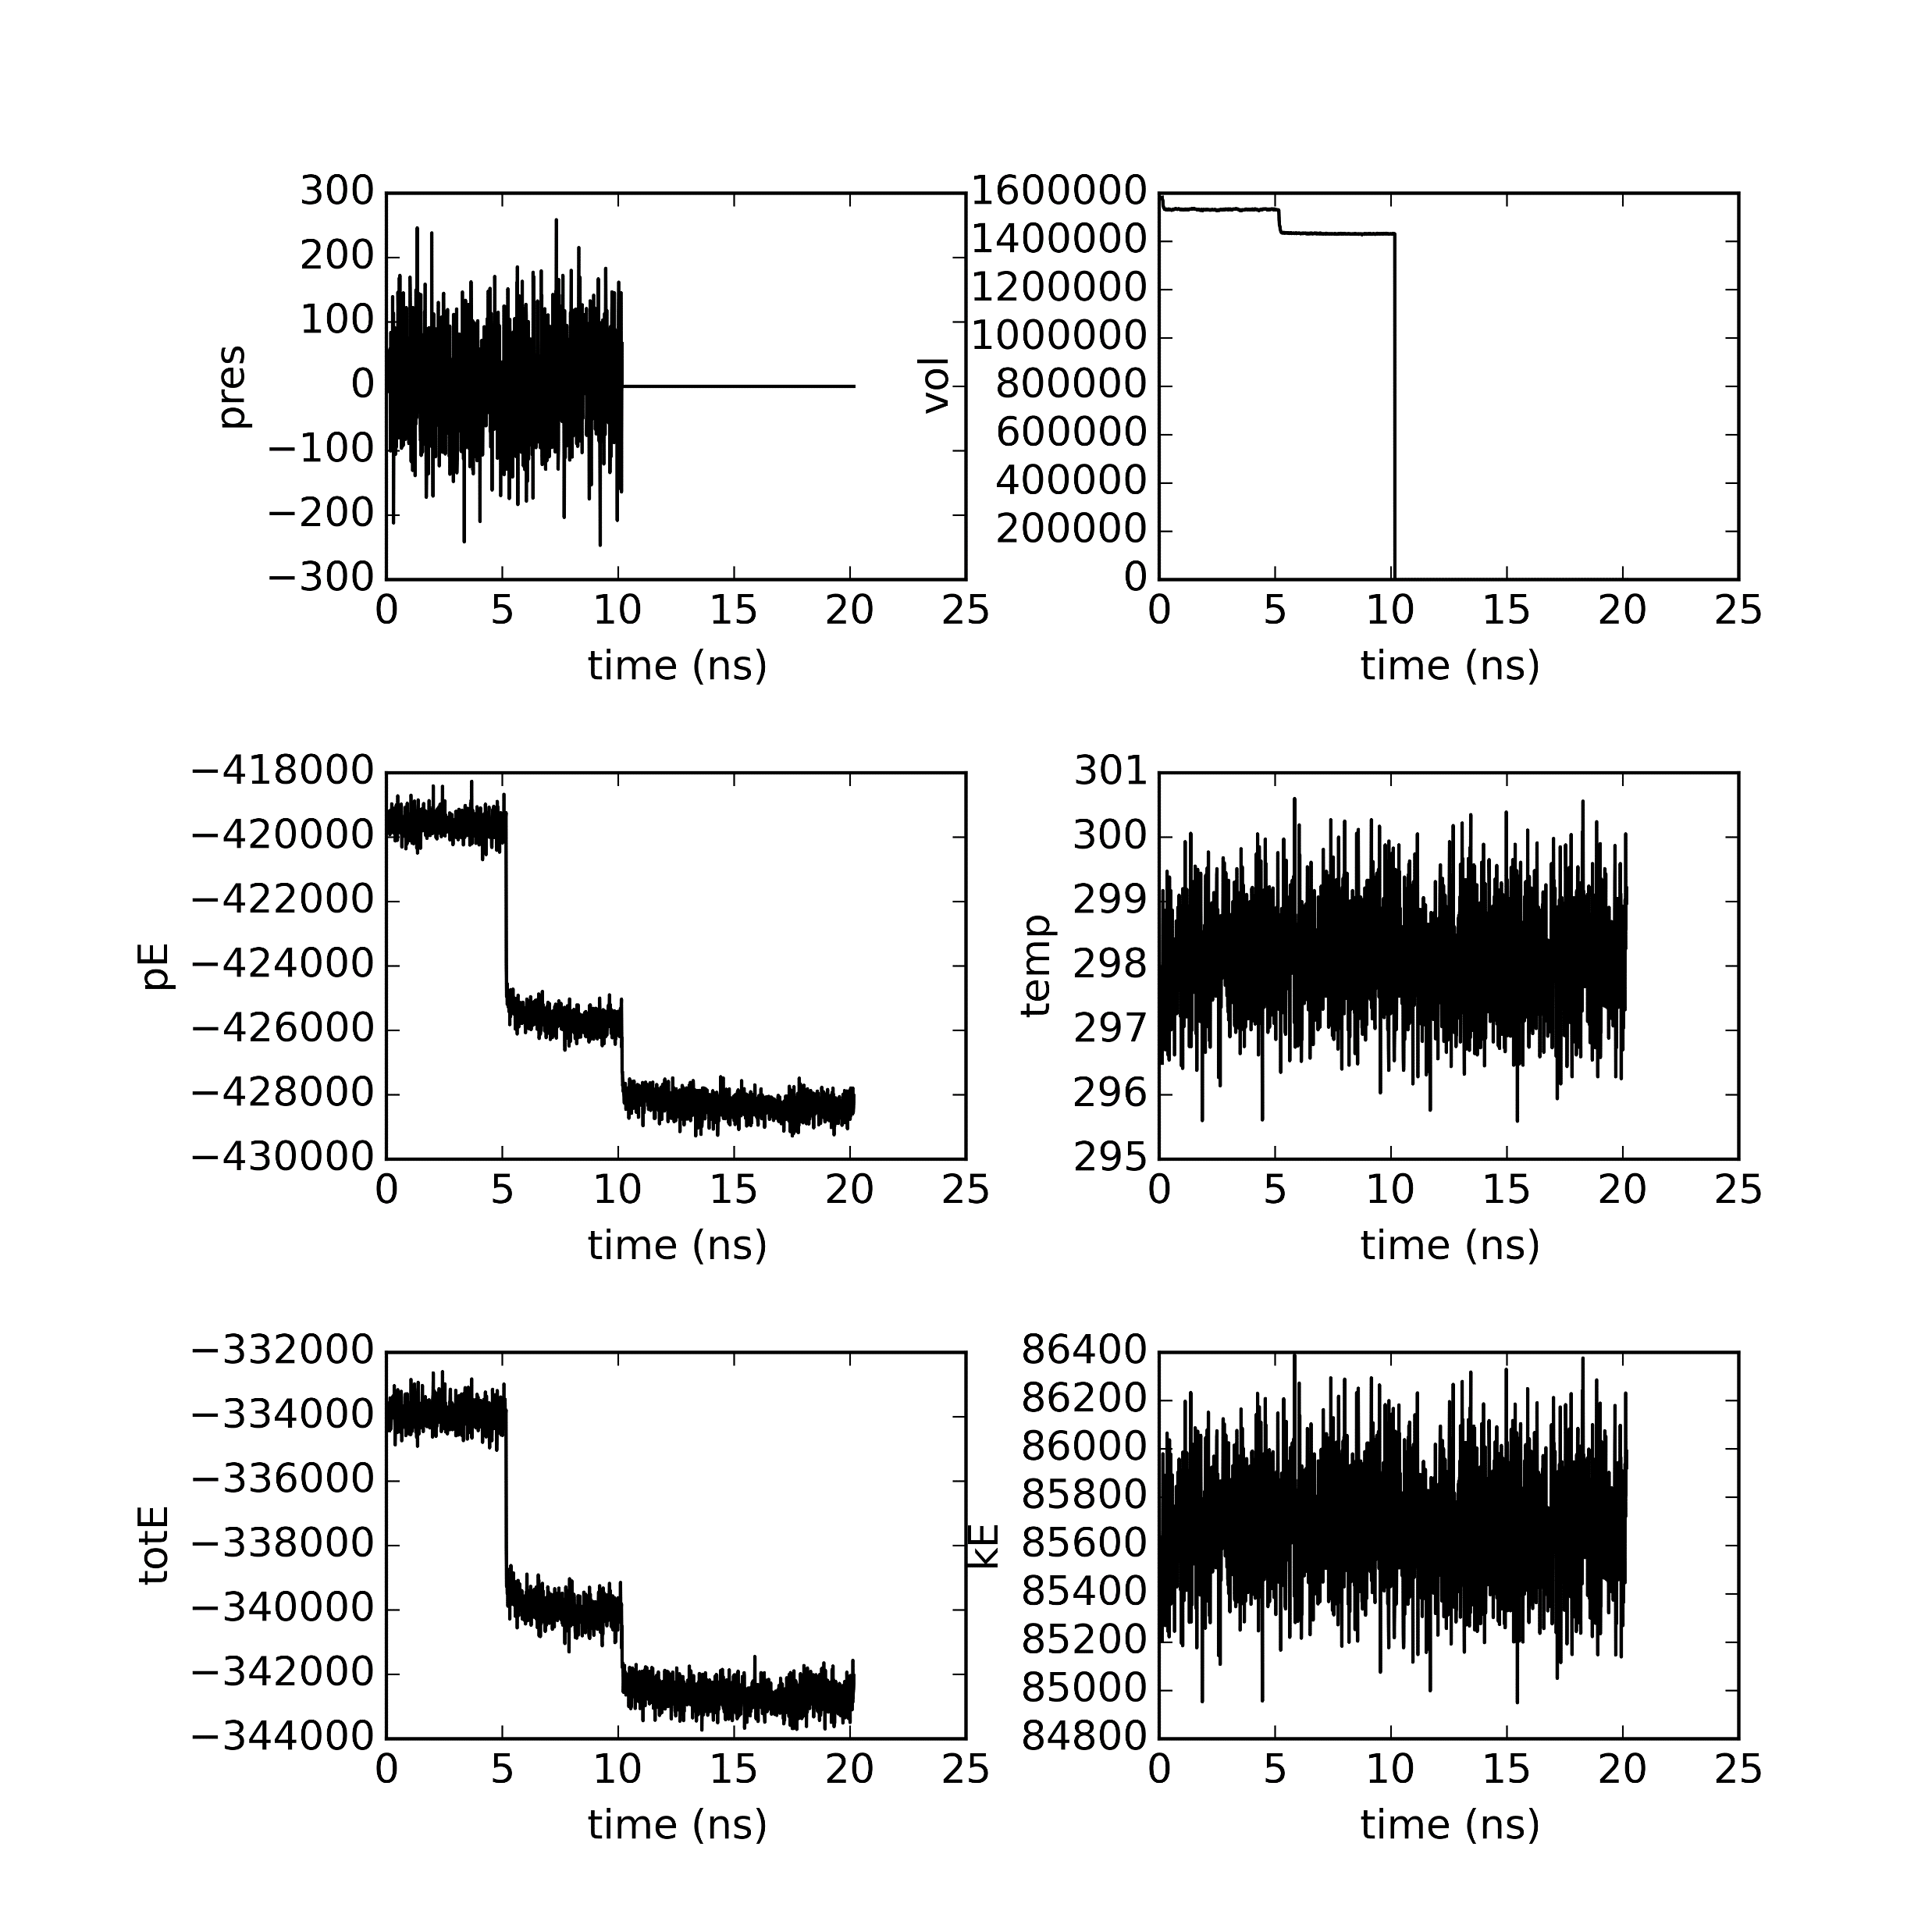 300
200
100
0
−100
−200
−300
pres
0 5 10 15 20 25
time (ns)
1600000
1400000
1200000
1000000
800000
600000
400000
200000
0
vol
0 5 10 15 20 25
time (ns)
−418000
−420000
−422000
−424000
−426000
−428000
−430000
pE
0 5 10 15 20 25
time (ns)
301
300
299
298
297
296
295
temp
0 5 10 15 20 25
time (ns)
−332000
−334000
−336000
−338000
−340000
−342000
−344000
totE
0 5 10 15 20 25
time (ns)
86400
86200
86000
85800
85600
85400
85200
85000
84800
kE
0 5 10 15 20 25
time (ns)